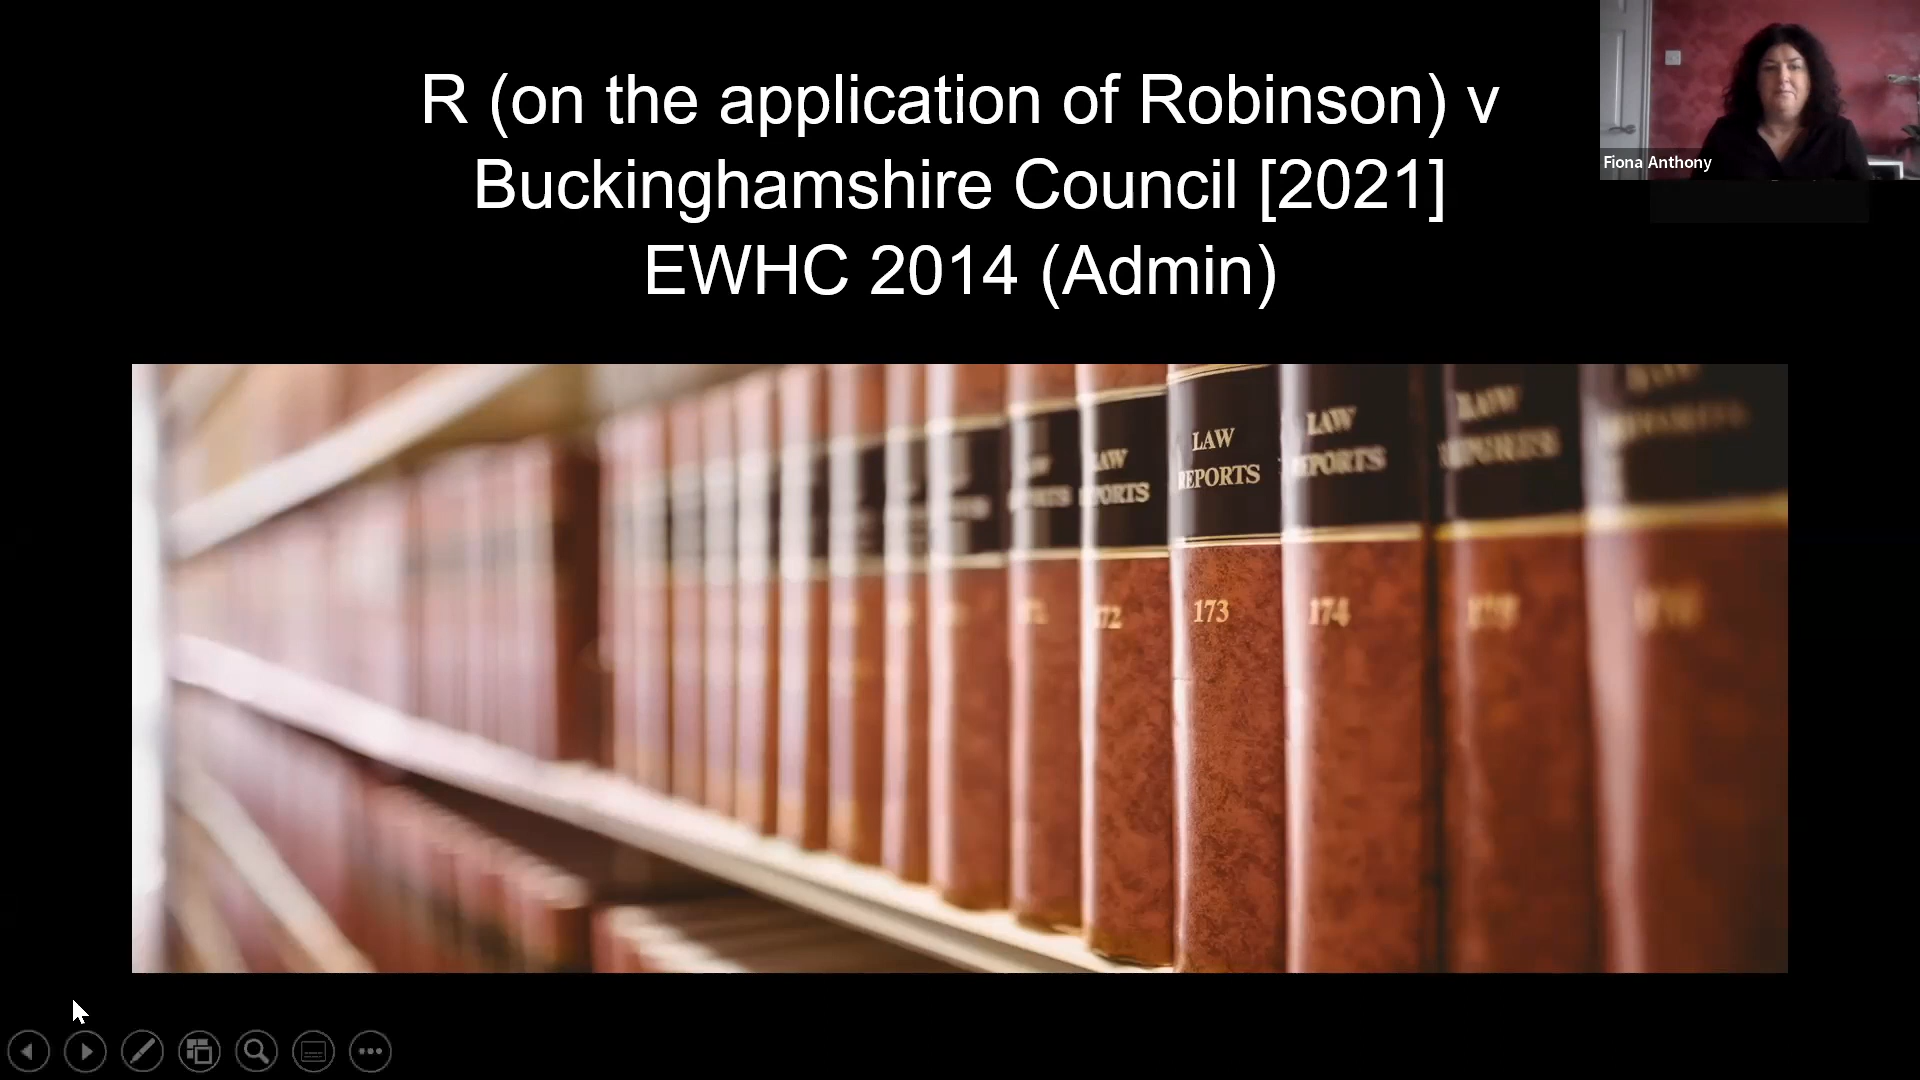 R (on the application of Robinson) v
Buckinghamshire Council [2021]
EWHC 2014 (Admin)
Fiona Anthony
LAW
REPORTS
173
LAW
REPORTS
174